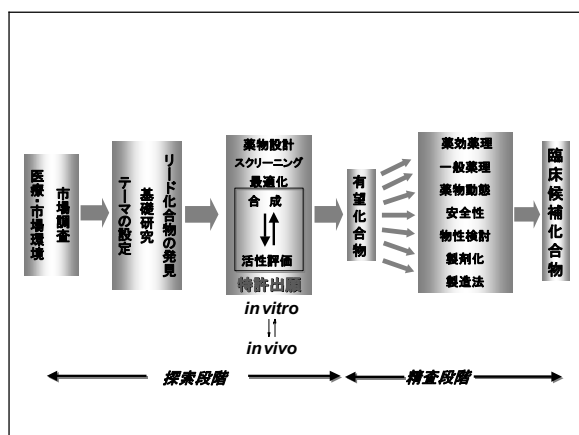 市場調査
医療・市場環境
リード化合物の発見
基礎研究
テーマの設定
薬物設計
スクリーニング
最適化
合 成
活性評価
特許出願
in vitro
in vivo
有望化合物
薬効薬理
一般薬理
薬物動態
安全性
物性検討
製剤化
製造法
臨床候補化合物
探索段階
精査段階